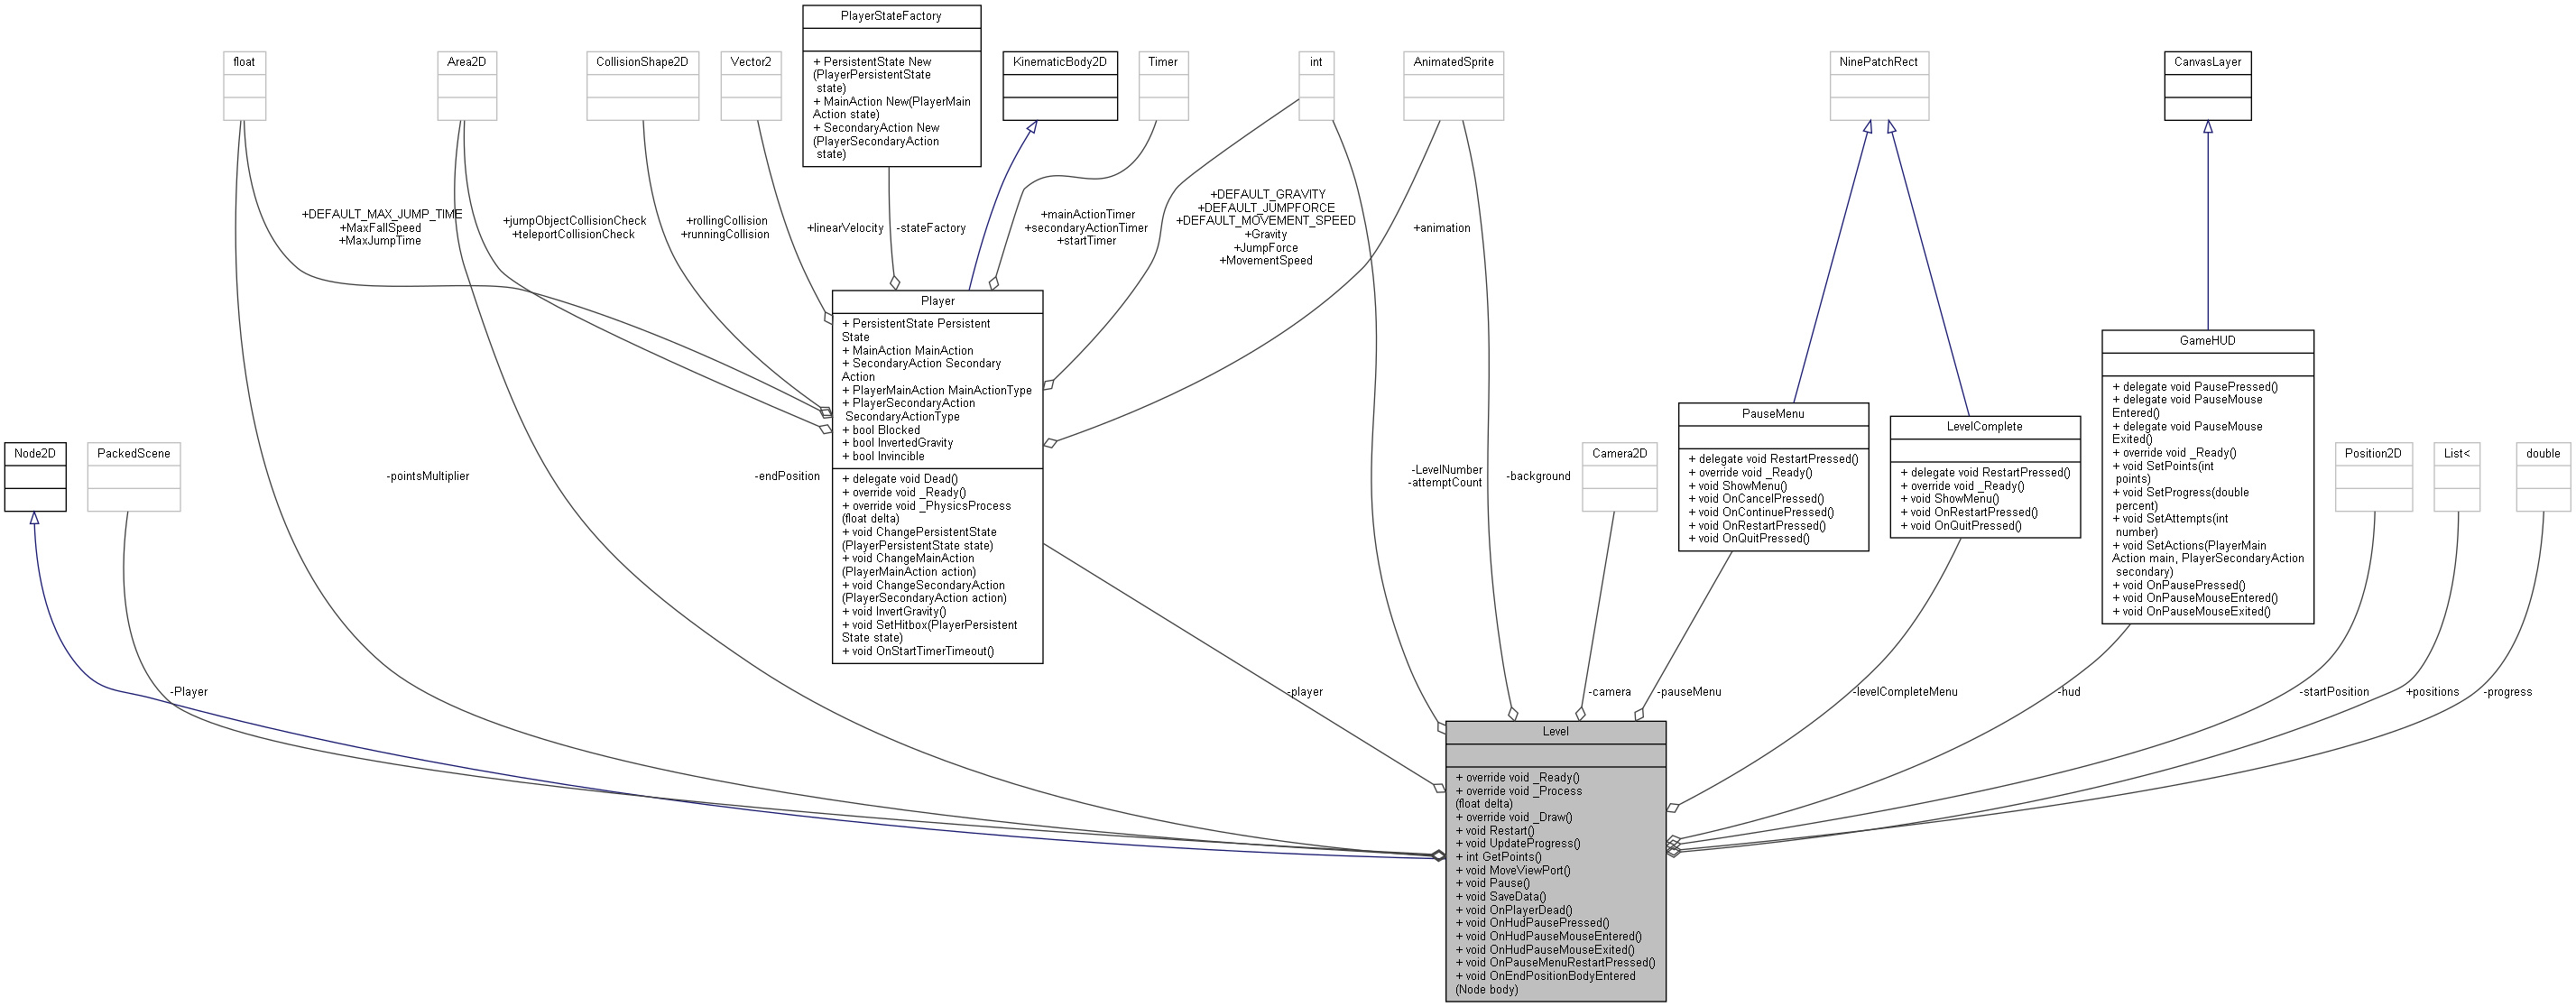 PlayerStateFactory
+ PersistentState New
(PlayerPersistentState
state)
+ MainAction New(PlayerMain
Action state)
+ SecondaryAction New
(PlayerSecondaryAction
state)
float
Area2D
CollisionShape2D
Vector2
KinematicBody2D
Timer
int
AnimatedSprite
NinePatchRect
CanvasLayer
+DEFAULT_MAX_JUMP_TIME
+MaxFallSpeed
+MaxJumpTime
+jumpObjectCollisionCheck
+teleportCollisionCheck
+rollingCollision
+runningCollision
+linearVelocity
-stateFactory
+mainActionTimer
+secondaryActionTimer
+startTimer
+DEFAULT_GRAVITY
+DEFAULT_JUMPFORCE
+DEFAULT_MOVEMENT_SPEED
+Gravity
+JumpForce
+MovementSpeed
+animation
Player
+ PersistentState Persistent
State
+ MainAction MainAction
+ SecondaryAction Secondary
Action
+ PlayerMainAction MainActionType
+ PlayerSecondaryAction
SecondaryActionType
+ bool Blocked
+ bool InvertedGravity
+ bool Invincible
+ delegate void Dead()
+ override void _Ready()
+ override void _PhysicsProcess
(float delta)
+ void ChangePersistentState
(PlayerPersistentState state)
+ void ChangeMainAction
(PlayerMainAction action)
+ void ChangeSecondaryAction
(PlayerSecondaryAction action)
+ void InvertGravity()
+ void SetHitbox(PlayerPersistent
State state)
+ void OnStartTimerTimeout()
GameHUD
+ delegate void PausePressed()
+ delegate void PauseMouse
Entered()
+ delegate void PauseMouse
Exited()
+ override void _Ready()
+ void SetPoints(int
points)
+ void SetProgress(double
percent)
+ void SetAttempts(int
number)
+ void SetActions(PlayerMain
Action main, PlayerSecondaryAction
secondary)
+ void OnPausePressed()
+ void OnPauseMouseEntered()
+ void OnPauseMouseExited()
PauseMenu
+ delegate void RestartPressed()
+ override void _Ready()
+ void ShowMenu()
+ void OnCancelPressed()
+ void OnContinuePressed()
+ void OnRestartPressed()
+ void OnQuitPressed()
LevelComplete
+ delegate void RestartPressed()
+ override void _Ready()
+ void ShowMenu()
+ void OnRestartPressed()
+ void OnQuitPressed()
Node2D
PackedScene
Camera2D
Position2D
List<
double
-pointsMultiplier
-endPosition
-LevelNumber
-attemptCount
-background
-Player
-player
-camera
-pauseMenu
-levelCompleteMenu
-hud
-startPosition
+positions
-progress
Level
+ override void _Ready()
+ override void _Process
(float delta)
+ override void _Draw()
+ void Restart()
+ void UpdateProgress()
+ int GetPoints()
+ void MoveViewPort()
+ void Pause()
+ void SaveData()
+ void OnPlayerDead()
+ void OnHudPausePressed()
+ void OnHudPauseMouseEntered()
+ void OnHudPauseMouseExited()
+ void OnPauseMenuRestartPressed()
+ void OnEndPositionBodyEntered
(Node body)